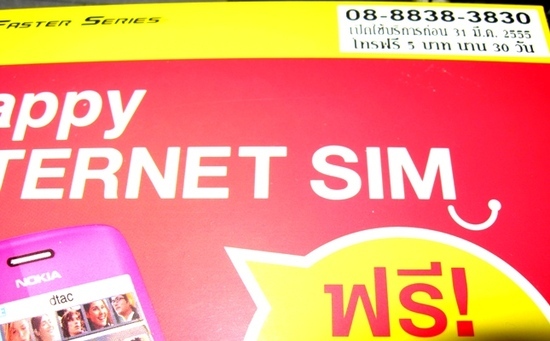 FASTER SERIES
08-8838-3830
เปิดใช้บริการก่อน 31 มี.ค. 2555
โทรฟรี 5 บาท นาน 30 วัน
appy
TERNET SIM
NOKIA
dtac
ฟรี!